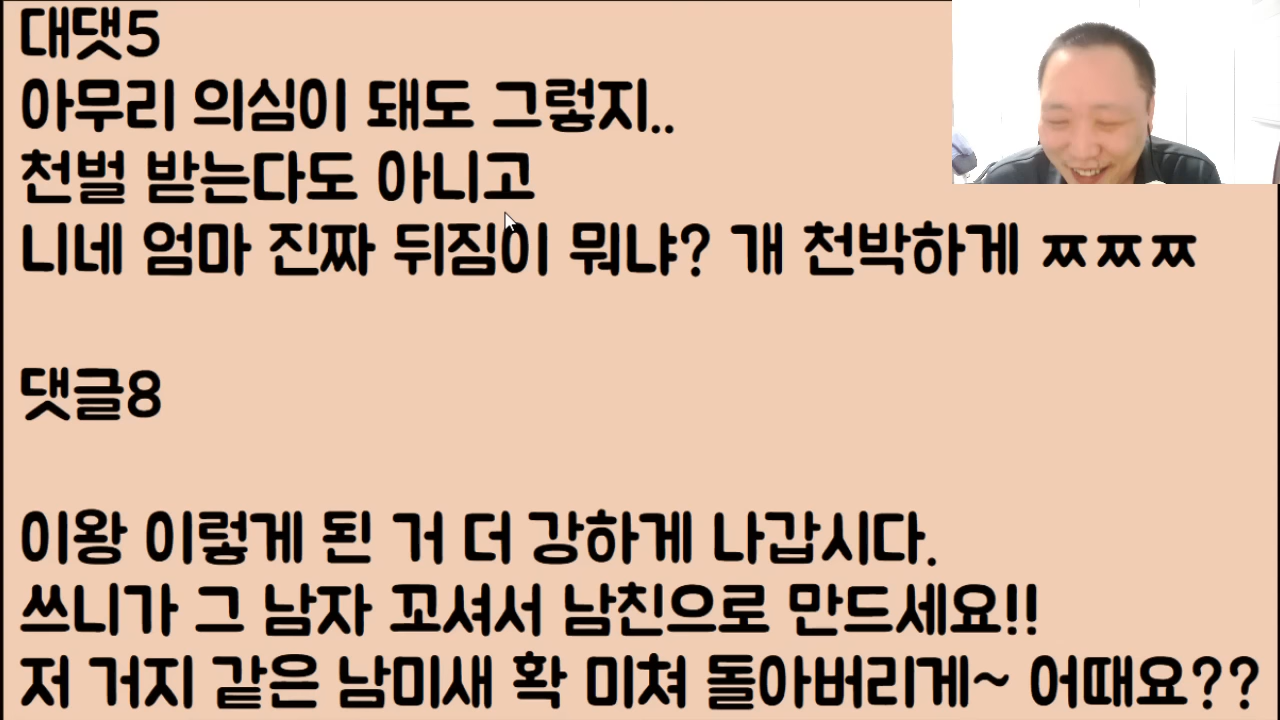 대댓5
아무리 의심이 돼도 그렇지..
천벌 받는다도 아니고
니네 엄마 진짜 뒤짐이 뭐냐? 개 천박하게 ㅉㅉㅉ
댓글8
이왕 이렇게 된 거 더 강하게 나갑시다.
쓰니가 그 남자 꼬셔서 남친으로 만드세요!!
저 거지 같은 남미새 확 미쳐 돌아버리게~ 어때요??